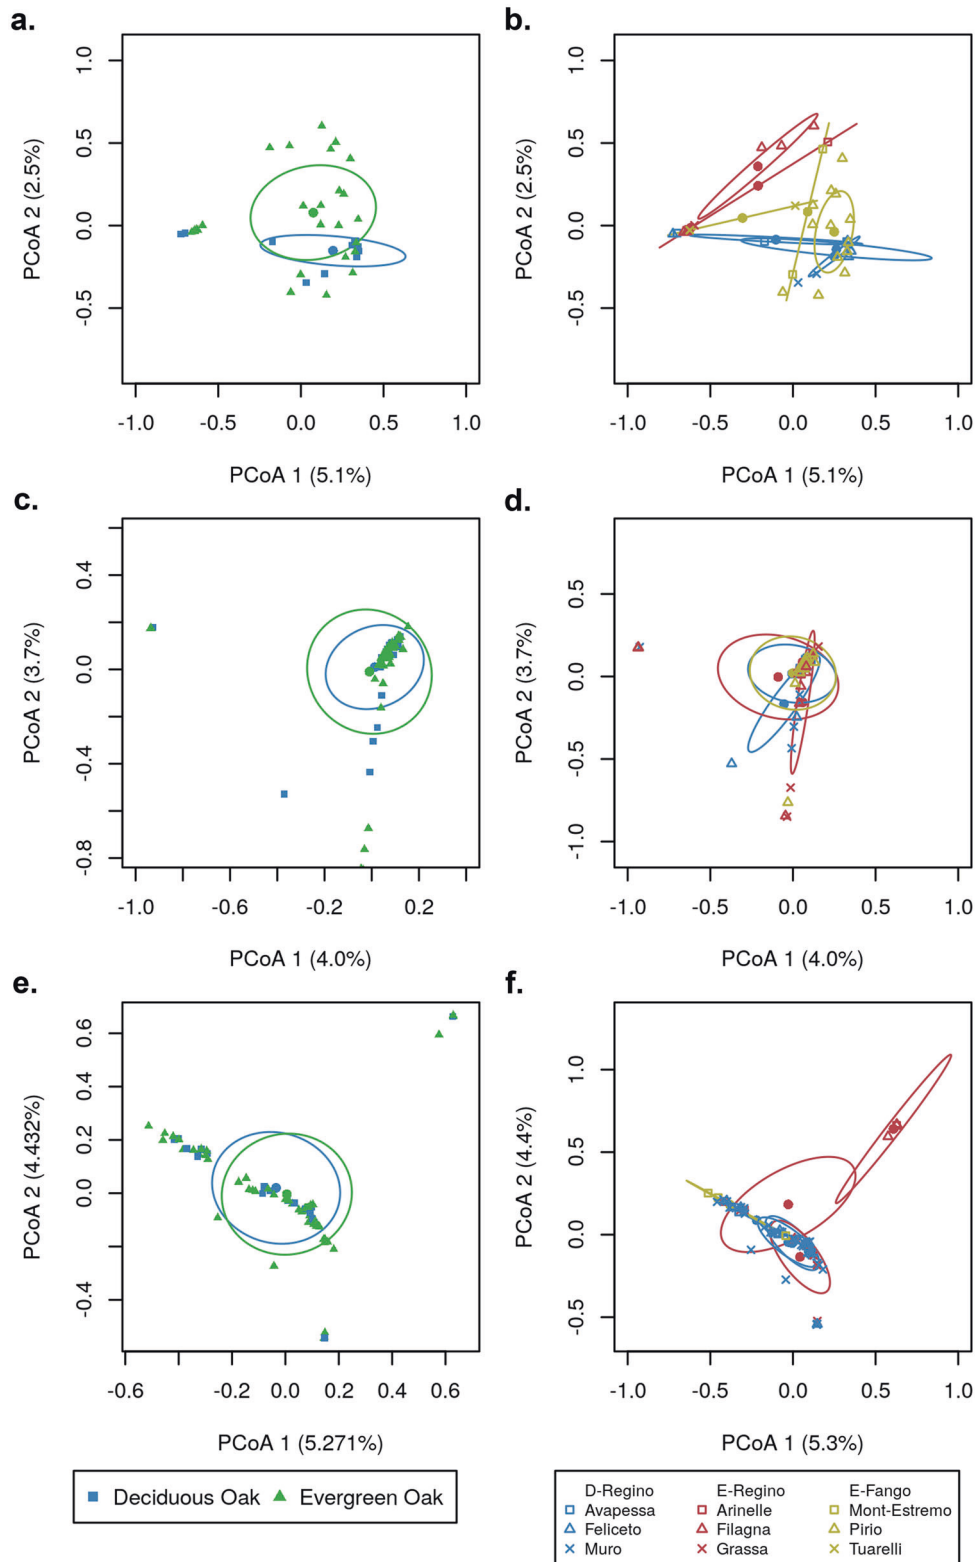 a.
1.0
0.5
0.0
-0.5
PCoA 2 (2.5%)
-1.0 -0.5 0.0 0.5 1.0
PCoA 1 (5.1%)
b.
1.0
0.5
0.0
-0.5
PCoA 2 (2.5%)
-1.0 -0.5 0.0 0.5 1.0
PCoA 1 (5.1%)
c.
0.4
0.0
-0.4
-0.8
PCoA 2 (3.7%)
-1.0 -0.6 -0.2 0.2
PCoA 1 (4.0%)
d.
0.5
0.0
-0.5
-1.0
PCoA 2 (3.7%)
-1.0 -0.5 0.0 0.5 1.0
PCoA 1 (4.0%)
e.
0.6
0.4
0.2
0.0
-0.4
PCoA 2 (4.432%)
-0.6 -0.2 0.0 0.2 0.4 0.6
PCoA 1 (5.271%)
f.
1.0
0.5
0.0
-0.5
PCoA 2 (4.4%)
-1.0 -0.5 0.0 0.5 1.0
PCoA 1 (5.3%)
Deciduous Oak Evergreen Oak
D-Regino E-Regino E-Fango
Avapessa Arinelle Mont-Estremo
Feliceto Filagna Pirio
Muro Grassa Tuarelli